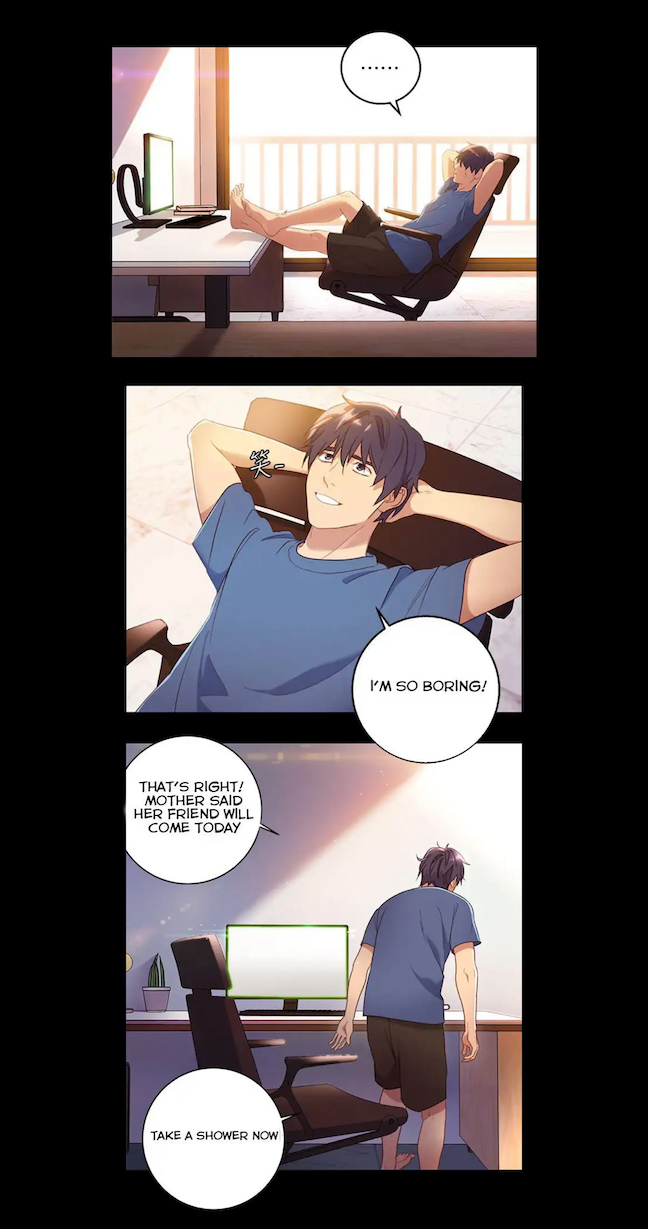 ......
笑~
I'M SO BORING!
THAT'S RIGHT!
MOTHER SAID
HER FRIEND WILL
COME TODAY
TAKE A SHOWER NOW